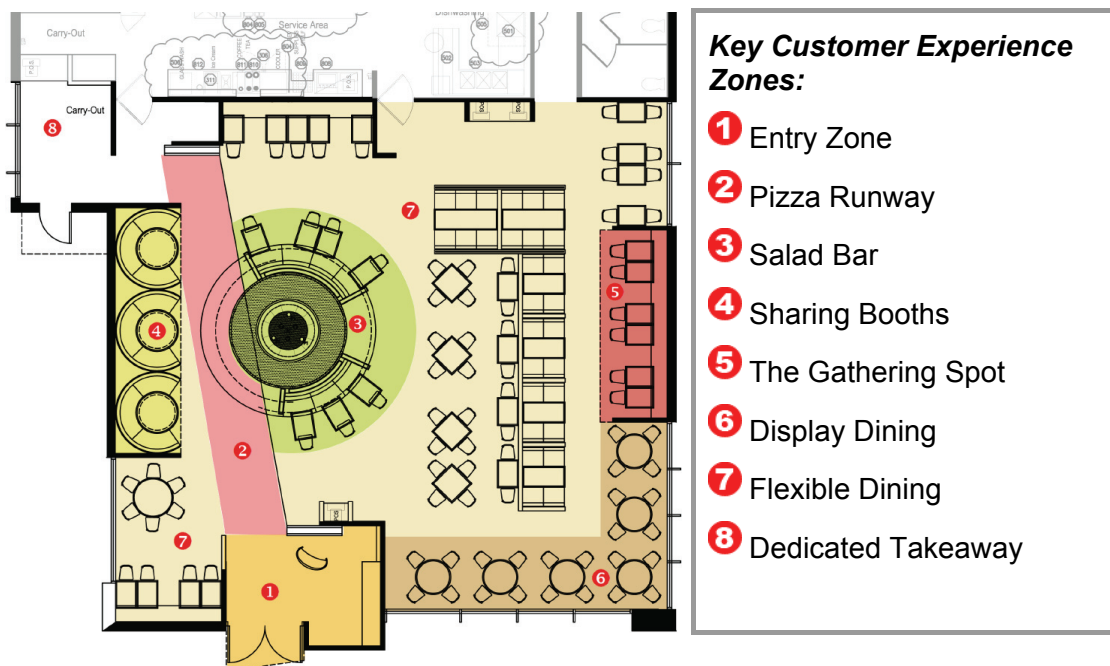 Carry-Out
Service Area
Dishwashing
Carry-Out
Key Customer Experience
Zones:
1 Entry Zone
2 Pizza Runway
3 Salad Bar
4 Sharing Booths
5 The Gathering Spot
6 Display Dining
7 Flexible Dining
8 Dedicated Takeaway
8
7
3
5
4
2
7
6
1